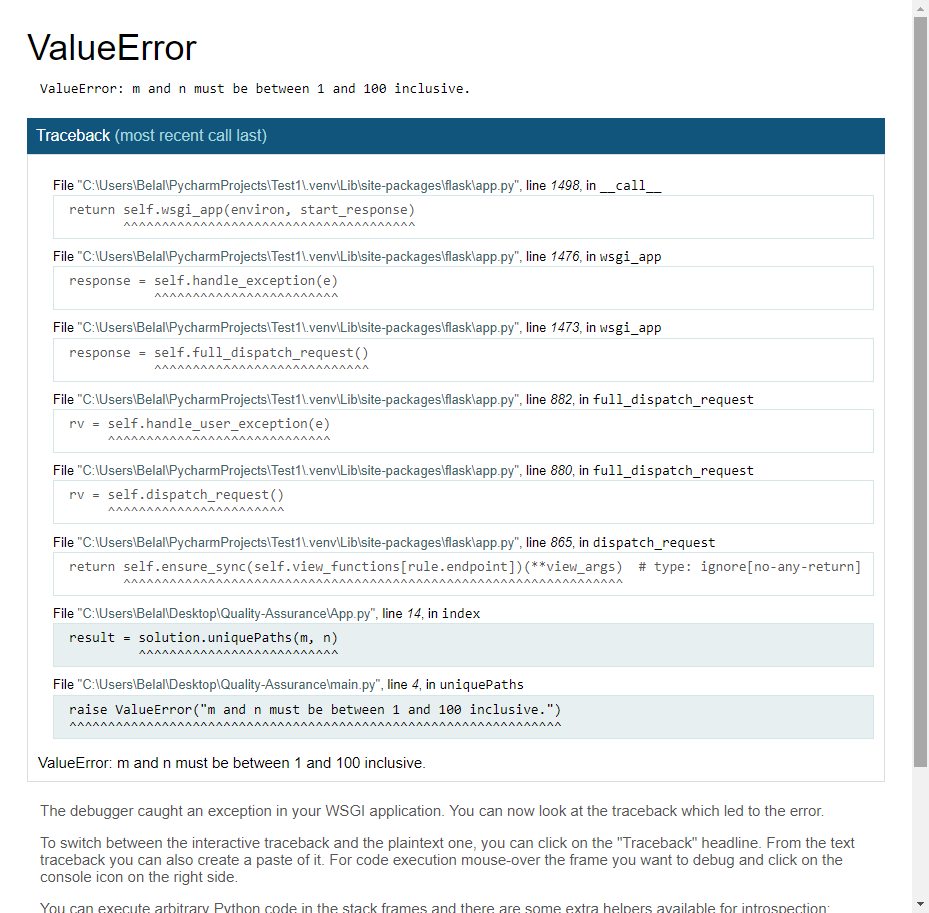 ValueError
ValueError: m and n must be between 1 and 100 inclusive.
Traceback (most recent call last)
File "C:\Users\Belal\PycharmProjects\Test1\.venv\Lib\site-packages\flask\app.py", line 1498, in __call__
return self.wsgi_app(environ, start_response)
^^^^^^^^^^^^^^^^^^^^^^^^^^^^^^^^^^^^^^
File "C:\Users\Belal\PycharmProjects\Test1\.venv\Lib\site-packages\flask\app.py", line 1476, in wsgi_app
response = self.handle_exception(e)
^^^^^^^^^^^^^^^^^^^^^^^^
File "C:\Users\Belal\PycharmProjects\Test1\.venv\Lib\site-packages\flask\app.py", line 1473, in wsgi_app
response = self.full_dispatch_request()
^^^^^^^^^^^^^^^^^^^^^^^^^^^^
File "C:\Users\Belal\PycharmProjects\Test1\.venv\Lib\site-packages\flask\app.py", line 882, in full_dispatch_request
rv = self.handle_user_exception(e)
^^^^^^^^^^^^^^^^^^^^^^^^^^^^^
File "C:\Users\Belal\PycharmProjects\Test1\.venv\Lib\site-packages\flask\app.py", line 880, in full_dispatch_request
rv = self.dispatch_request()
^^^^^^^^^^^^^^^^^^^^^^^
File "C:\Users\Belal\PycharmProjects\Test1\.venv\Lib\site-packages\flask\app.py", line 865, in dispatch_request
return self.ensure_sync(self.view_functions[rule.endpoint])(**view_args)  # type: ignore[no-any-return]
^^^^^^^^^^^^^^^^^^^^^^^^^^^^^^^^^^^^^^^^^^^^^^^^^^^^^^^^^^^^^^^^^
File "C:\Users\Belal\Desktop\Quality-Assurance\App.py", line 14, in index
result = solution.uniquePaths(m, n)
^^^^^^^^^^^^^^^^^^^^^^^^^^
File "C:\Users\Belal\Desktop\Quality-Assurance\main.py", line 4, in uniquePaths
raise ValueError("m and n must be between 1 and 100 inclusive.")
^^^^^^^^^^^^^^^^^^^^^^^^^^^^^^^^^^^^^^^^^^^^^^^^^^^^^^^^^^^^^^^^
ValueError: m and n must be between 1 and 100 inclusive.
The debugger caught an exception in your WSGI application. You can now look at the traceback which led to the error.
To switch between the interactive traceback and the plaintext one, you can click on the "Traceback" headline. From the text
traceback you can also create a paste of it. For code execution mouse-over the frame you want to debug and click on the
console icon on the right side.
You can execute arbitrary Python code in the stack frames and there are some extra helpers available for introspection: